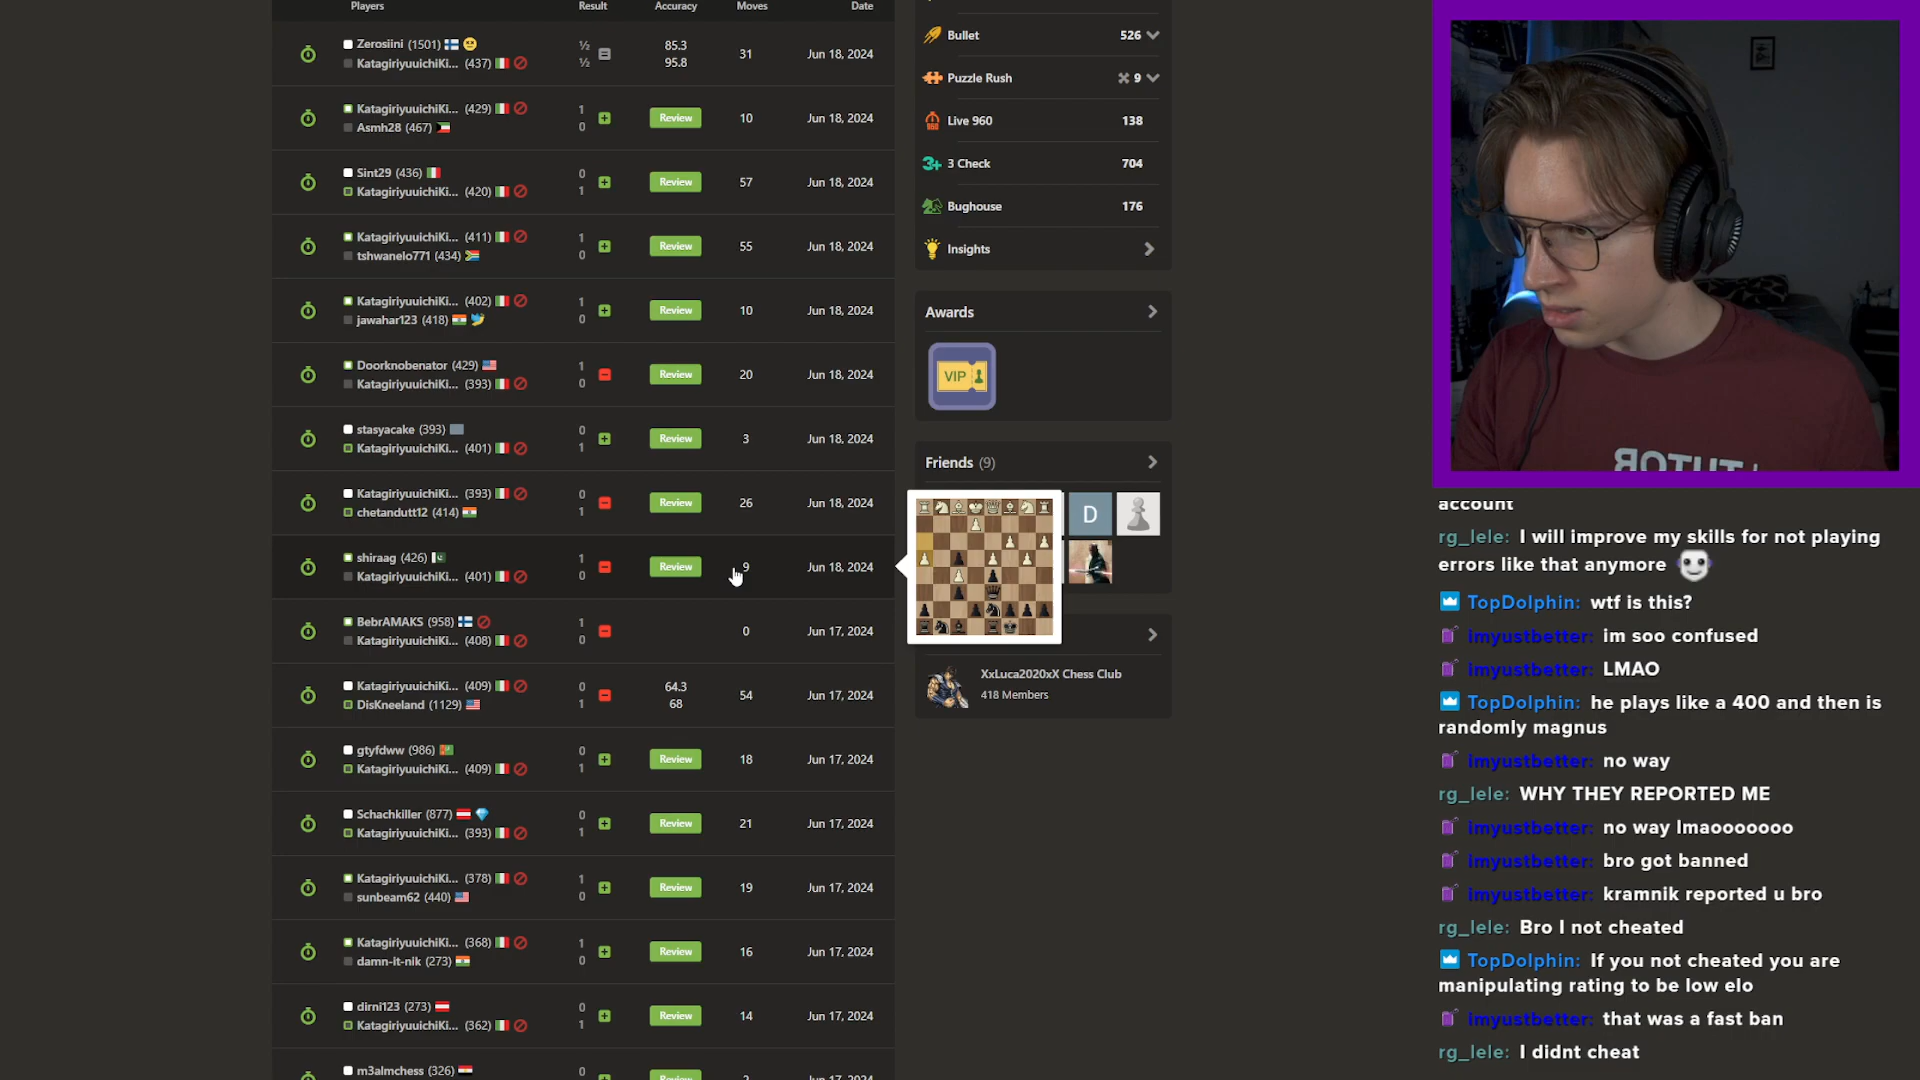 Players Result Accuracy Moves Date
Zerosiini (1501) ½ 85.3 31 Jun 18, 2024
KatagiriyuuichiKi... (437) ½ 95.8
KatagiriyuuichiKi... (429) 1 Review 10 Jun 18, 2024
Asmh28 (467) 0
Sint29 (436) 0 Review 57 Jun 18, 2024
KatagiriyuuichiKi... (420) 1
KatagiriyuuichiKi... (411) 1 Review 55 Jun 18, 2024
tshwanelo771 (434) 0
KatagiriyuuichiKi... (402) 1 Review 10 Jun 18, 2024
jawahar123 (418) 0
Doorknobenator (429) 1 Review 20 Jun 18, 2024
KatagiriyuuichiKi... (393) 0
stasyacake (393) 0 Review 3 Jun 18, 2024
KatagiriyuuichiKi... (401) 1
KatagiriyuuichiKi... (393) 0 Review 26 Jun 18, 2024
chetandutt12 (414) 1
shiraag (426) 1 Review 9 Jun 18, 2024
KatagiriyuuichiKi... (401) 0
BebrAMAKS (958) 1 0 Jun 17, 2024
KatagiriyuuichiKi... (408) 0
KatagiriyuuichiKi... (409) 0 64.3 54 Jun 17, 2024
DisKneeland (1129) 1 68
gtyfdww (986) 0 Review 18 Jun 17, 2024
KatagiriyuuichiKi... (409) 1
Schachkiller (877) 0 Review 21 Jun 17, 2024
KatagiriyuuichiKi... (393) 1
KatagiriyuuichiKi... (378) 1 Review 19 Jun 17, 2024
sunbeam62 (440) 0
KatagiriyuuichiKi... (368) 1 Review 16 Jun 17, 2024
damn-it-nik (273) 0
dirni123 (273) 0 Review 14 Jun 17, 2024
KatagiriyuuichiKi... (362) 1
m3almchess (326) 0 Review 2 Jun 17, 2024
Bullet 526
Puzzle Rush 9
Live 960 138
3+ 3 Check 704
Bughouse 176
Insights
Awards
VIP
Friends (9)
D
XxLuca2020xX Chess Club
418 Members
account
rg_lele: I will improve my skills for not playing
errors like that anymore
TopDolphin: wtf is this?
imyustbetter: im soo confused
imyustbetter: LMAO
TopDolphin: he plays like a 400 and then is
randomly magnus
imyustbetter: no way
rg_lele: WHY THEY REPORTED ME
imyustbetter: no way lmaooooooo
imyustbetter: bro got banned
imyustbetter: kramnik reported u bro
rg_lele: Bro I not cheated
TopDolphin: If you not cheated you are
manipulating rating to be low elo
imyustbetter: that was a fast ban
rg_lele: I didnt cheat